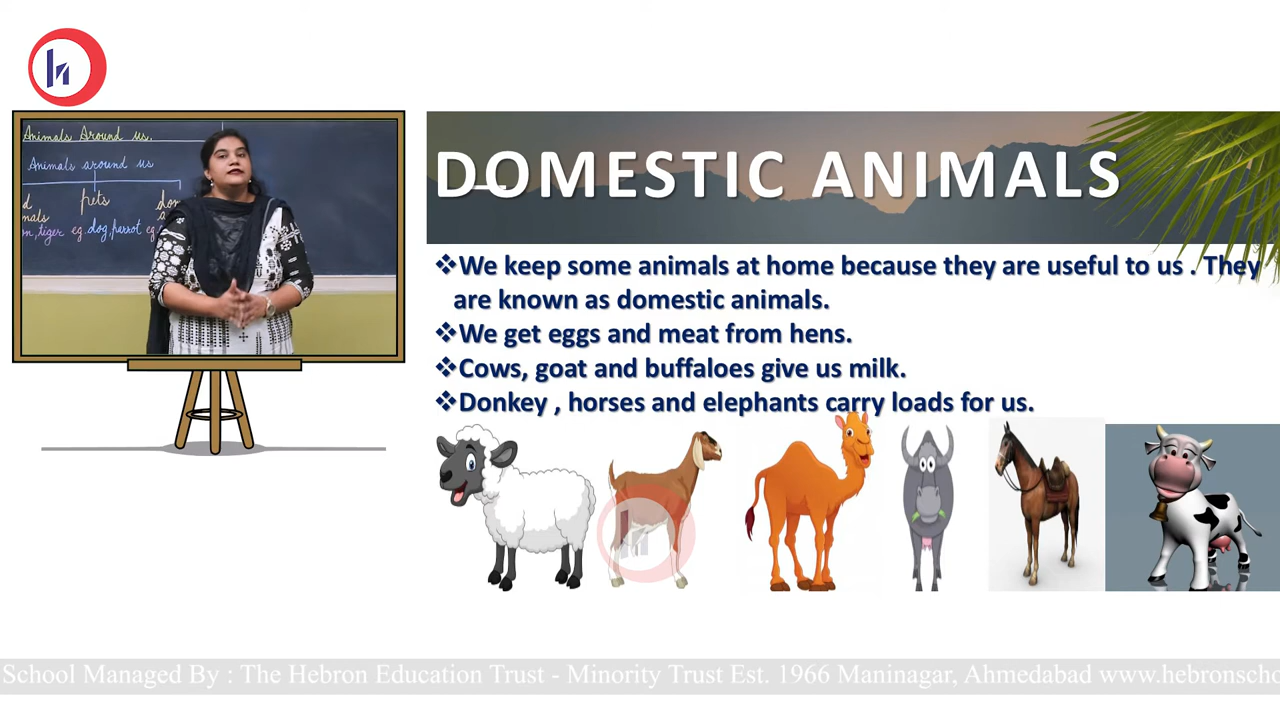 Animals Around us.
Animals around us
pets
eg. dog, parrot eg.
DOMESTIC ANIMALS
❖We keep some animals at home because they are useful to us . They
are known as domestic animals.
❖We get eggs and meat from hens.
❖Cows, goat and buffaloes give us milk.
❖Donkey , horses and elephants carry loads for us.
School Managed By : The Hebron Education Trust - Minority Trust Est. 1966 Maninagar, Ahmedabad www.hebronscho